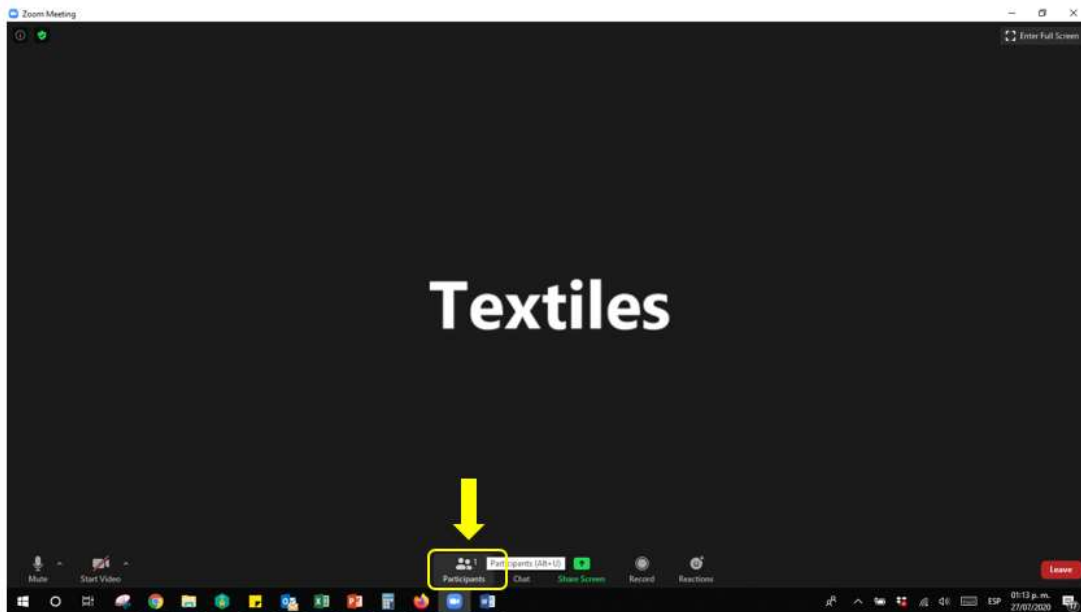 Zoom Meeting
Enter Full Screen
Textiles
1
Participants (Alt+U)
Mute
Start Video
Participants
Chat
Share Screen
Record
Reactions
Leave
ESP
01:13 p. m.
27/07/2020